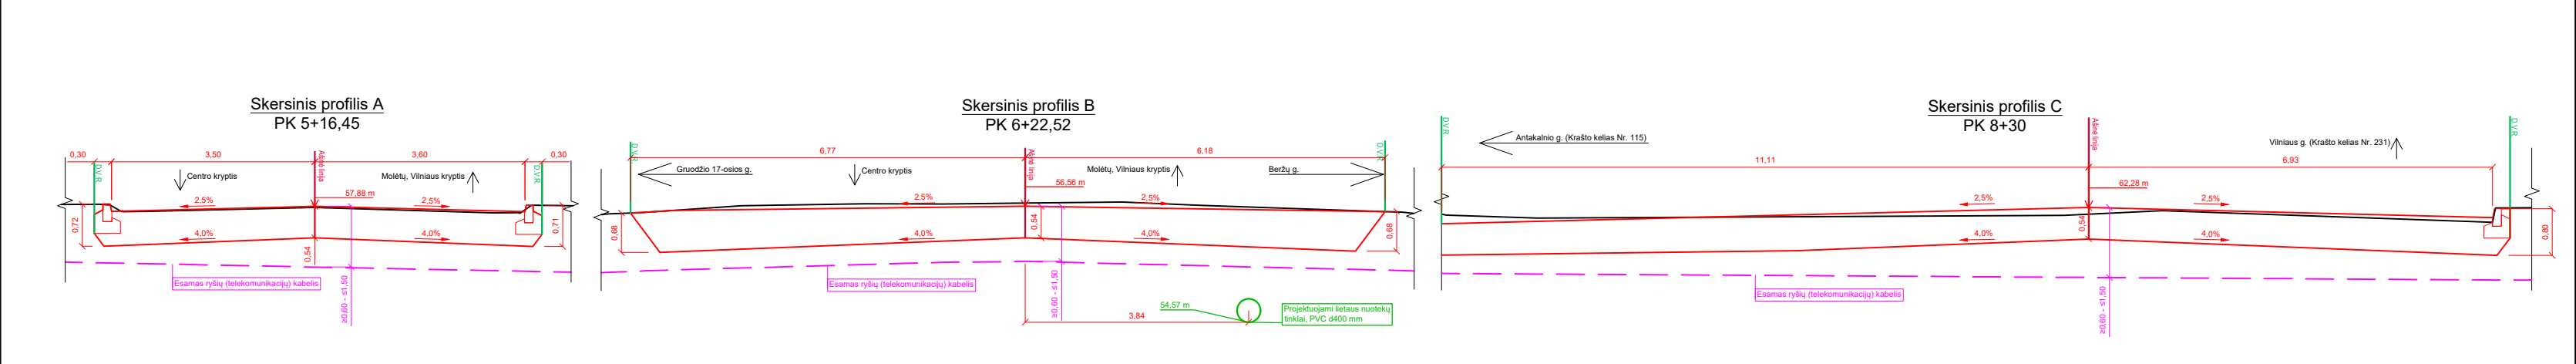 Skersinis profilis A
PK 5+16,45
0,30
3,50
3,60
0,30
D.V.R.
Ašinė linija
D.V.R.
Centro kryptis
Molėtų, Vilniaus kryptis
57,88 m
2,5%
2,5%
0,72
4,0%
4,0%
0,71
0,54
Esamas ryšių (telekomunikacijų) kabelis
≥0,60 - ≤1,50
Skersinis profilis B
PK 6+22,52
6,77
6,18
D.V.R.
Ašinė linija
D.V.R.
Gruodžio 17-osios g.
Centro kryptis
Molėtų, Vilniaus kryptis
Beržų g.
56,56 m
2,5%
2,5%
0,54
0,68
4,0%
4,0%
0,68
Esamas ryšių (telekomunikacijų) kabelis
≥0,60 - ≤1,50
54,57 m
3,84
Projektuojami lietaus nuotekų
tinklai, PVC d400 mm
Skersinis profilis C
PK 8+30
D.V.R.
Ašinė linija
D.V.R.
Antakalnio g. (Krašto kelias Nr. 115)
Vilniaus g. (Krašto kelias Nr. 231)
11,11
6,93
62,28 m
2,5%
2,5%
0,54
4,0%
4,0%
0,80
Esamas ryšių (telekomunikacijų) kabelis
≥0,60 - ≤1,50